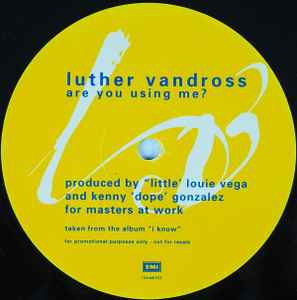 luther vandross
are you using me?
produced by "little' louie vega
and kenny 'dope' gonzalez
for masters at work
taken from the album "i know"
for promotional purposes only - not for resale
EMI